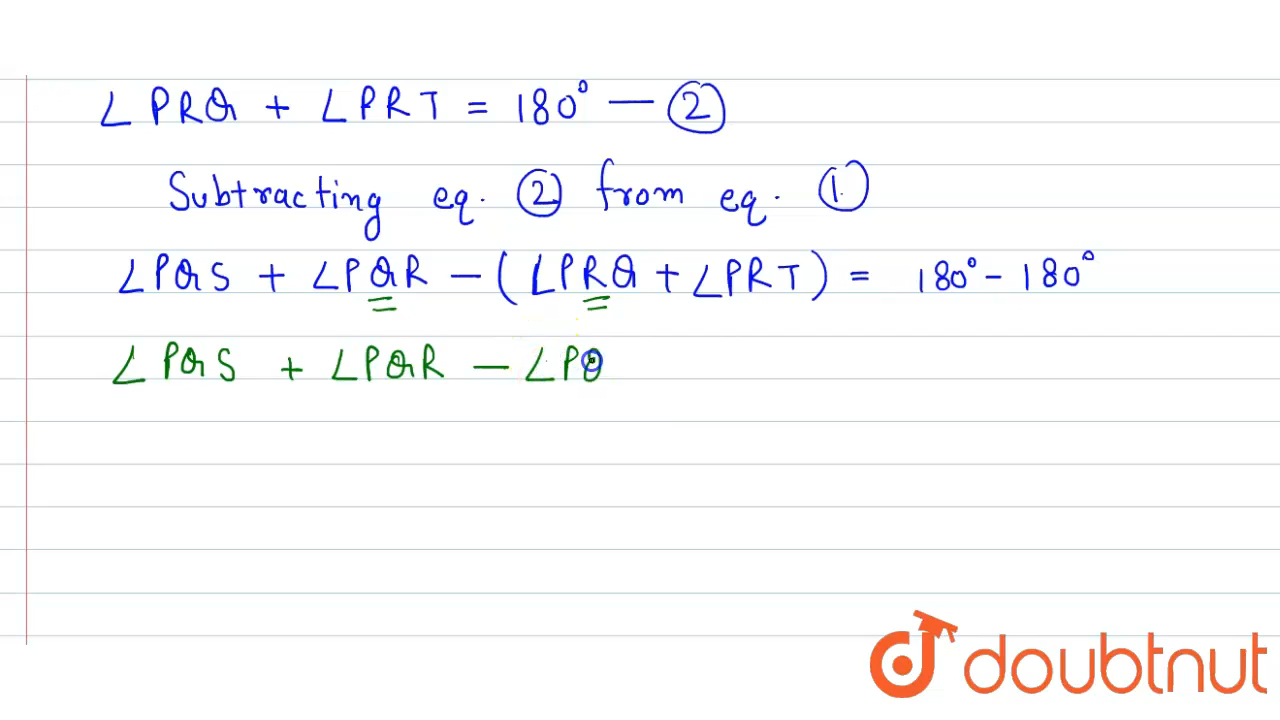 ∠PRQ + ∠PRT = 180° — ②
Subtracting eq. ② from eq. ①
∠PQS + ∠PQR — (∠PRQ + ∠PRT) = 180° - 180°
∠PQS + ∠PQR — ∠PQ
doubtnut